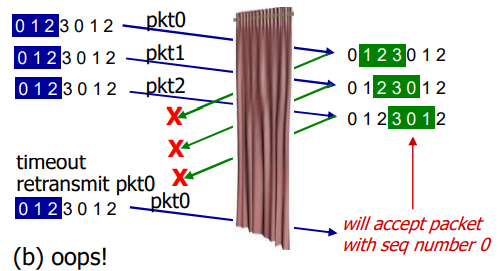 0 1 2 3 0 1 2 pkt0
0 1 2 3 0 1 2 pkt1
0 1 2 3 0 1 2 pkt2
0 1 2 3 0 1 2
0 1 2 3 0 1 2
0 1 2 3 0 1 2
X
X
X
timeout
retransmit pkt0
0 1 2 3 0 1 2 pkt0
will accept packet
with seq number 0
(b) oops!